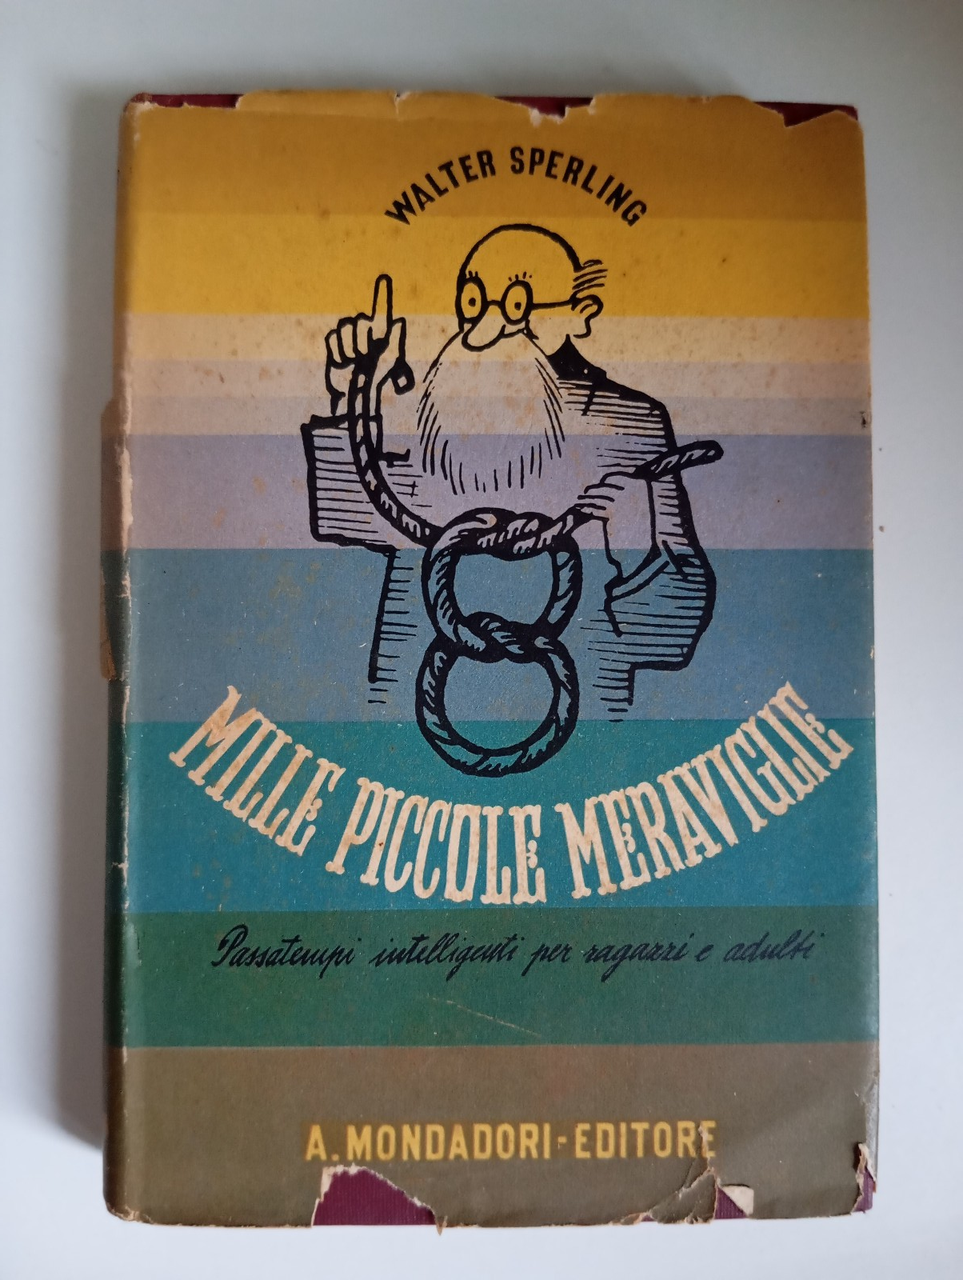 WALTER SPERLING
MILLE PICCOLE MERAVIGLIE
Passatempi intelligenti per ragazzi e adulti
A. MONDADORI - EDITORE